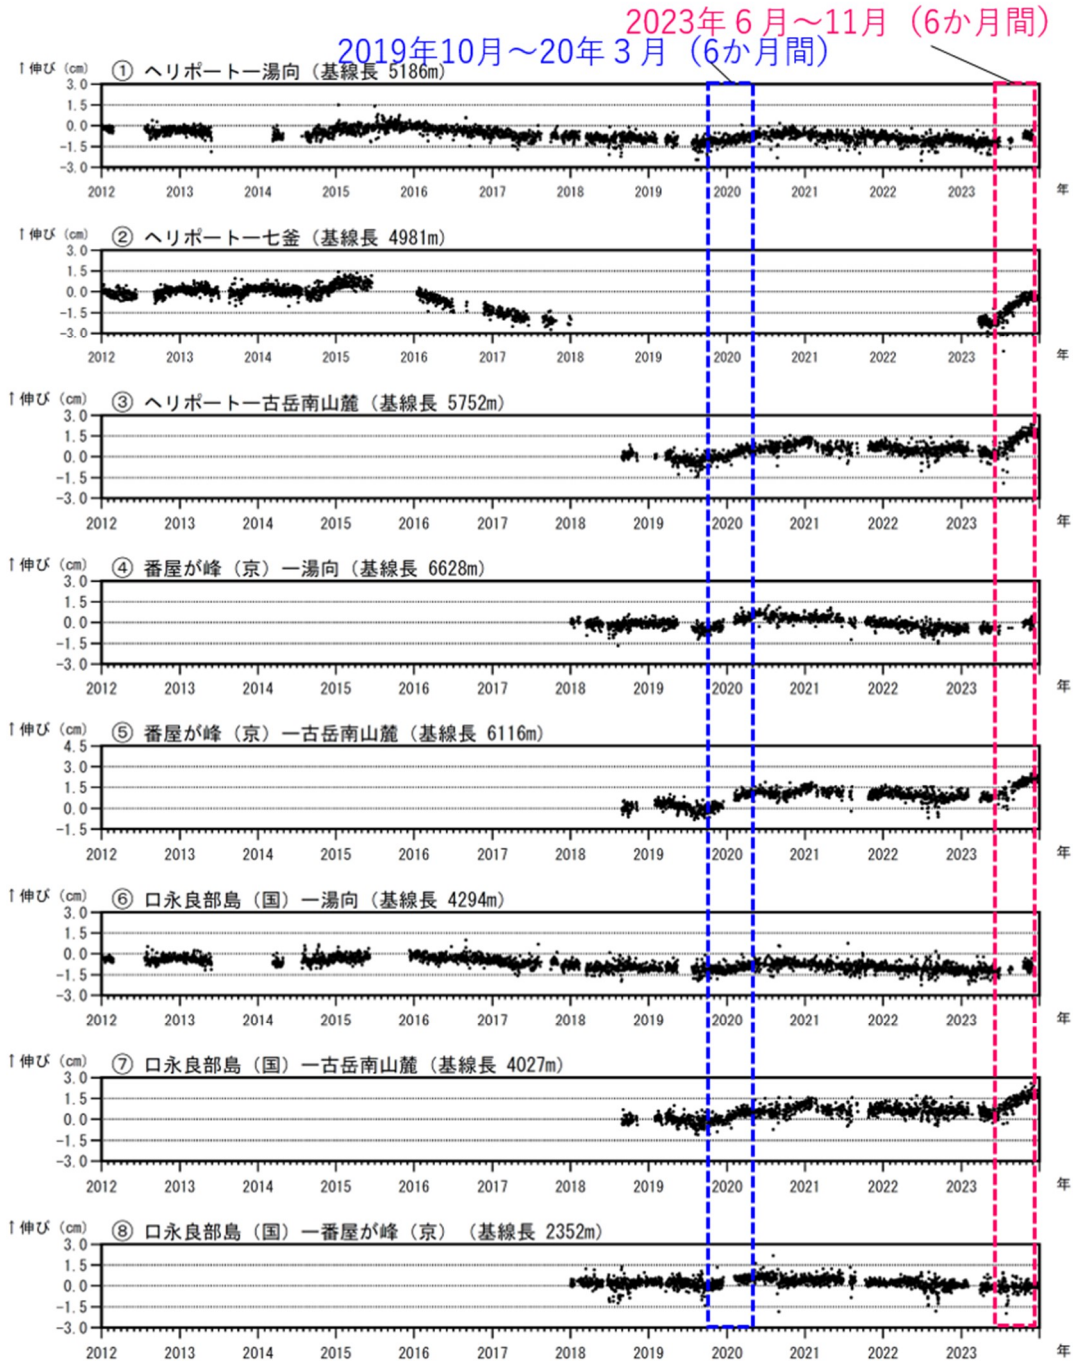 2023年6月～11月（6か月間）
2019年10月～20年3月（6か月間）
↑伸び（cm） ① ヘリポートー湯向（基線長 5186m）
3.0
1.5
0.0
-1.5
-3.0
2012 2013 2014 2015 2016 2017 2018 2019 2020 2021 2022 2023 年
↑伸び（cm） ② ヘリポートー七釜（基線長 4981m）
3.0
1.5
0.0
-1.5
-3.0
2012 2013 2014 2015 2016 2017 2018 2019 2020 2021 2022 2023 年
↑伸び（cm） ③ ヘリポートー古岳南山麓（基線長 5752m）
3.0
1.5
0.0
-1.5
-3.0
2012 2013 2014 2015 2016 2017 2018 2019 2020 2021 2022 2023 年
↑伸び（cm） ④ 番屋が峰（京）ー湯向（基線長 6628m）
3.0
1.5
0.0
-1.5
-3.0
2012 2013 2014 2015 2016 2017 2018 2019 2020 2021 2022 2023 年
↑伸び（cm） ⑤ 番屋が峰（京）ー古岳南山麓（基線長 6116m）
4.5
3.0
1.5
0.0
-1.5
2012 2013 2014 2015 2016 2017 2018 2019 2020 2021 2022 2023 年
↑伸び（cm） ⑥ 口永良部島（国）ー湯向（基線長 4294m）
3.0
1.5
0.0
-1.5
-3.0
2012 2013 2014 2015 2016 2017 2018 2019 2020 2021 2022 2023 年
↑伸び（cm） ⑦ 口永良部島（国）ー古岳南山麓（基線長 4027m）
3.0
1.5
0.0
-1.5
-3.0
2012 2013 2014 2015 2016 2017 2018 2019 2020 2021 2022 2023 年
↑伸び（cm） ⑧ 口永良部島（国）ー番屋が峰（京）（基線長 2352m）
3.0
1.5
0.0
-1.5
-3.0
2012 2013 2014 2015 2016 2017 2018 2019 2020 2021 2022 2023 年